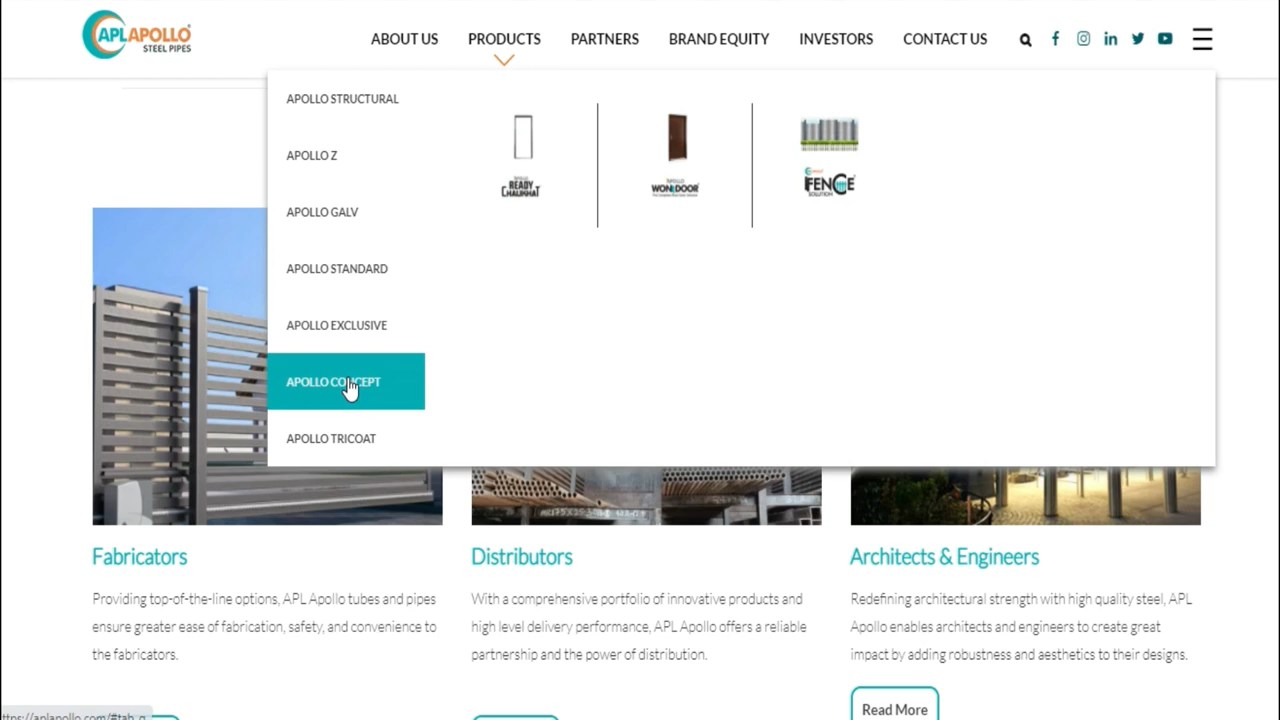 APLAPOLLO
STEEL PIPES
ABOUT US
PRODUCTS
PARTNERS
BRAND EQUITY
INVESTORS
CONTACT US
APOLLO STRUCTURAL
APOLLO Z
APOLLO GALV
APOLLO STANDARD
APOLLO EXCLUSIVE
APOLLO CONCEPT
APOLLO TRICOAT
READY
CHAUKHAT
WONDOOR
FENCE
SOLUTION
Fabricators
Providing top-of-the-line options, APL Apollo tubes and pipes
ensure greater ease of fabrication, safety, and convenience to
the fabricators.
Distributors
With a comprehensive portfolio of innovative products and
high level delivery performance, APL Apollo offers a reliable
partnership and the power of distribution.
Architects & Engineers
Redefining architectural strength with high quality steel, APL
Apollo enables architects and engineers to create great
impact by adding robustness and aesthetics to their designs.
Read More